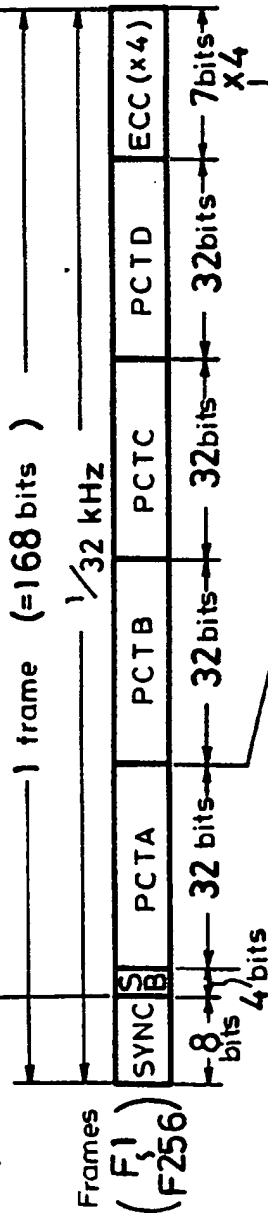 1 frame (=168 bits )
1/32 kHz
Frames
( F1
ʃ
F256 )
SYNC SB PCTA PCTB PCTC PCTD ECC (x4)
8 bits 4 bits 32 bits 32bits 32bits 32bits 7bits x4